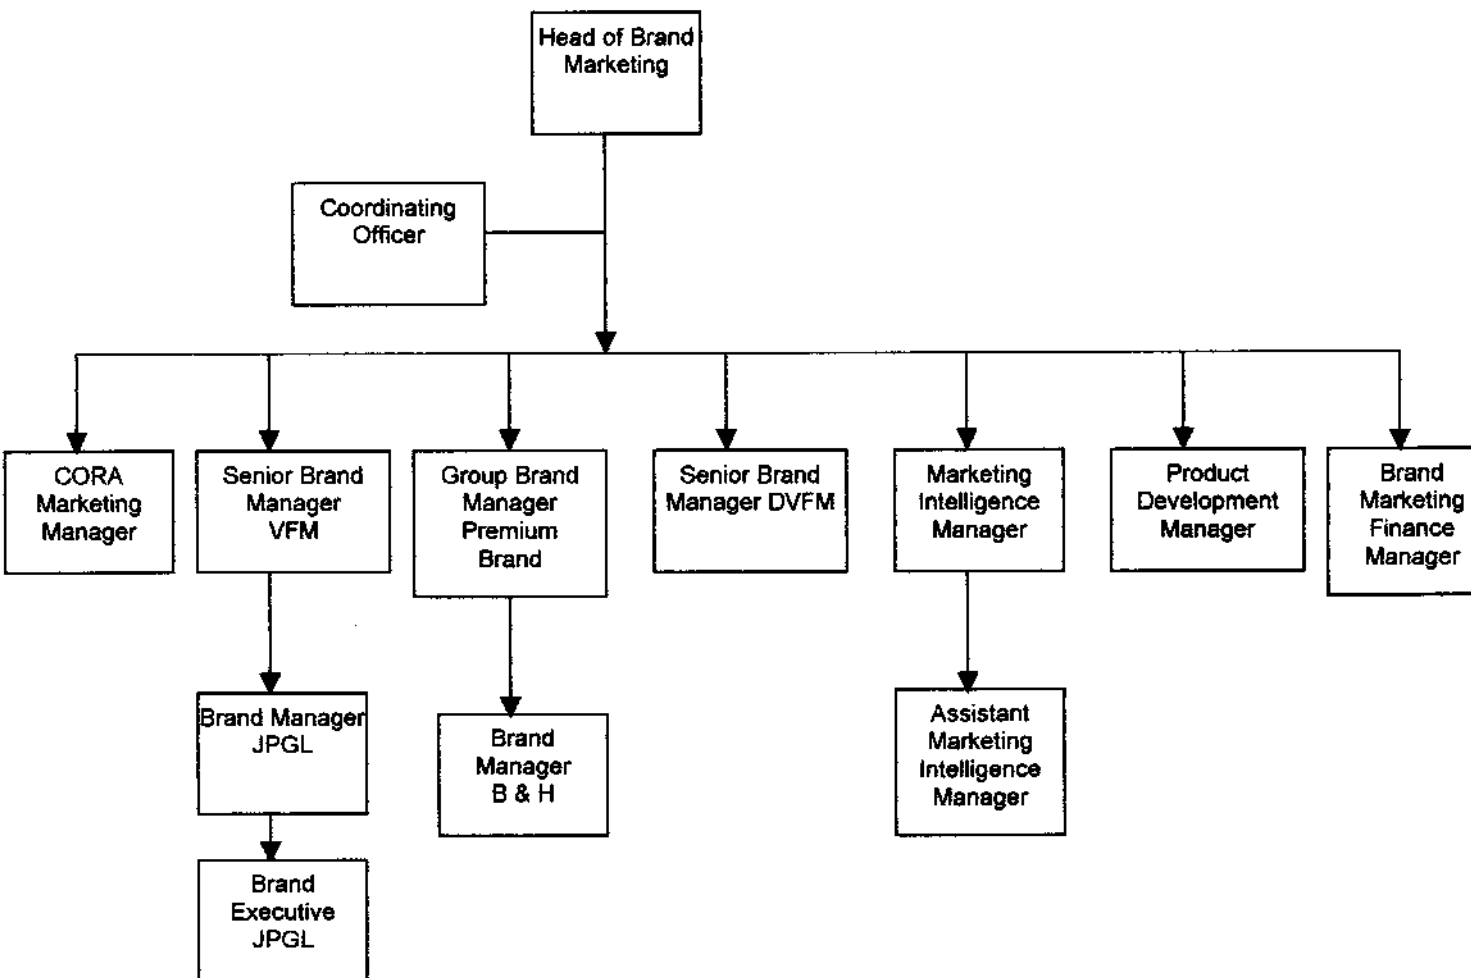 Head of Brand
Marketing
Coordinating
Officer
CORA
Marketing
Manager
Senior Brand
Manager
VFM
Group Brand
Manager
Premium
Brand
Senior Brand
Manager DVFM
Marketing
Intelligence
Manager
Product
Development
Manager
Brand
Marketing
Finance
Manager
Brand Manager
JPGL
Brand
Manager
B & H
Assistant
Marketing
Intelligence
Manager
Brand
Executive
JPGL